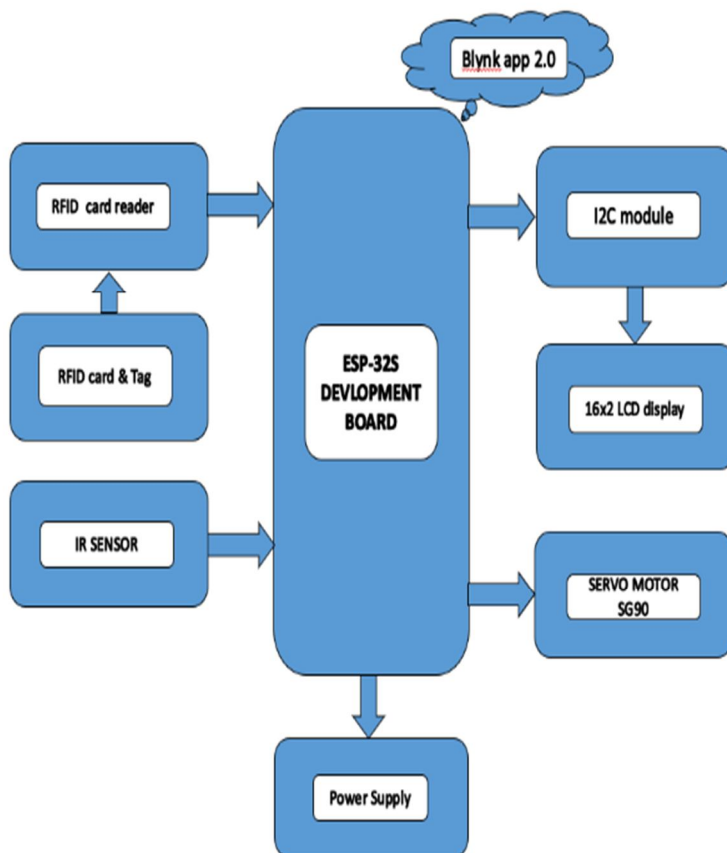 Blynk app 2.0
RFID card reader
I2C module
RFID card & Tag
ESP-32S
DEVLOPMENT
BOARD
16x2 LCD display
IR SENSOR
SERVO MOTOR
SG90
Power Supply